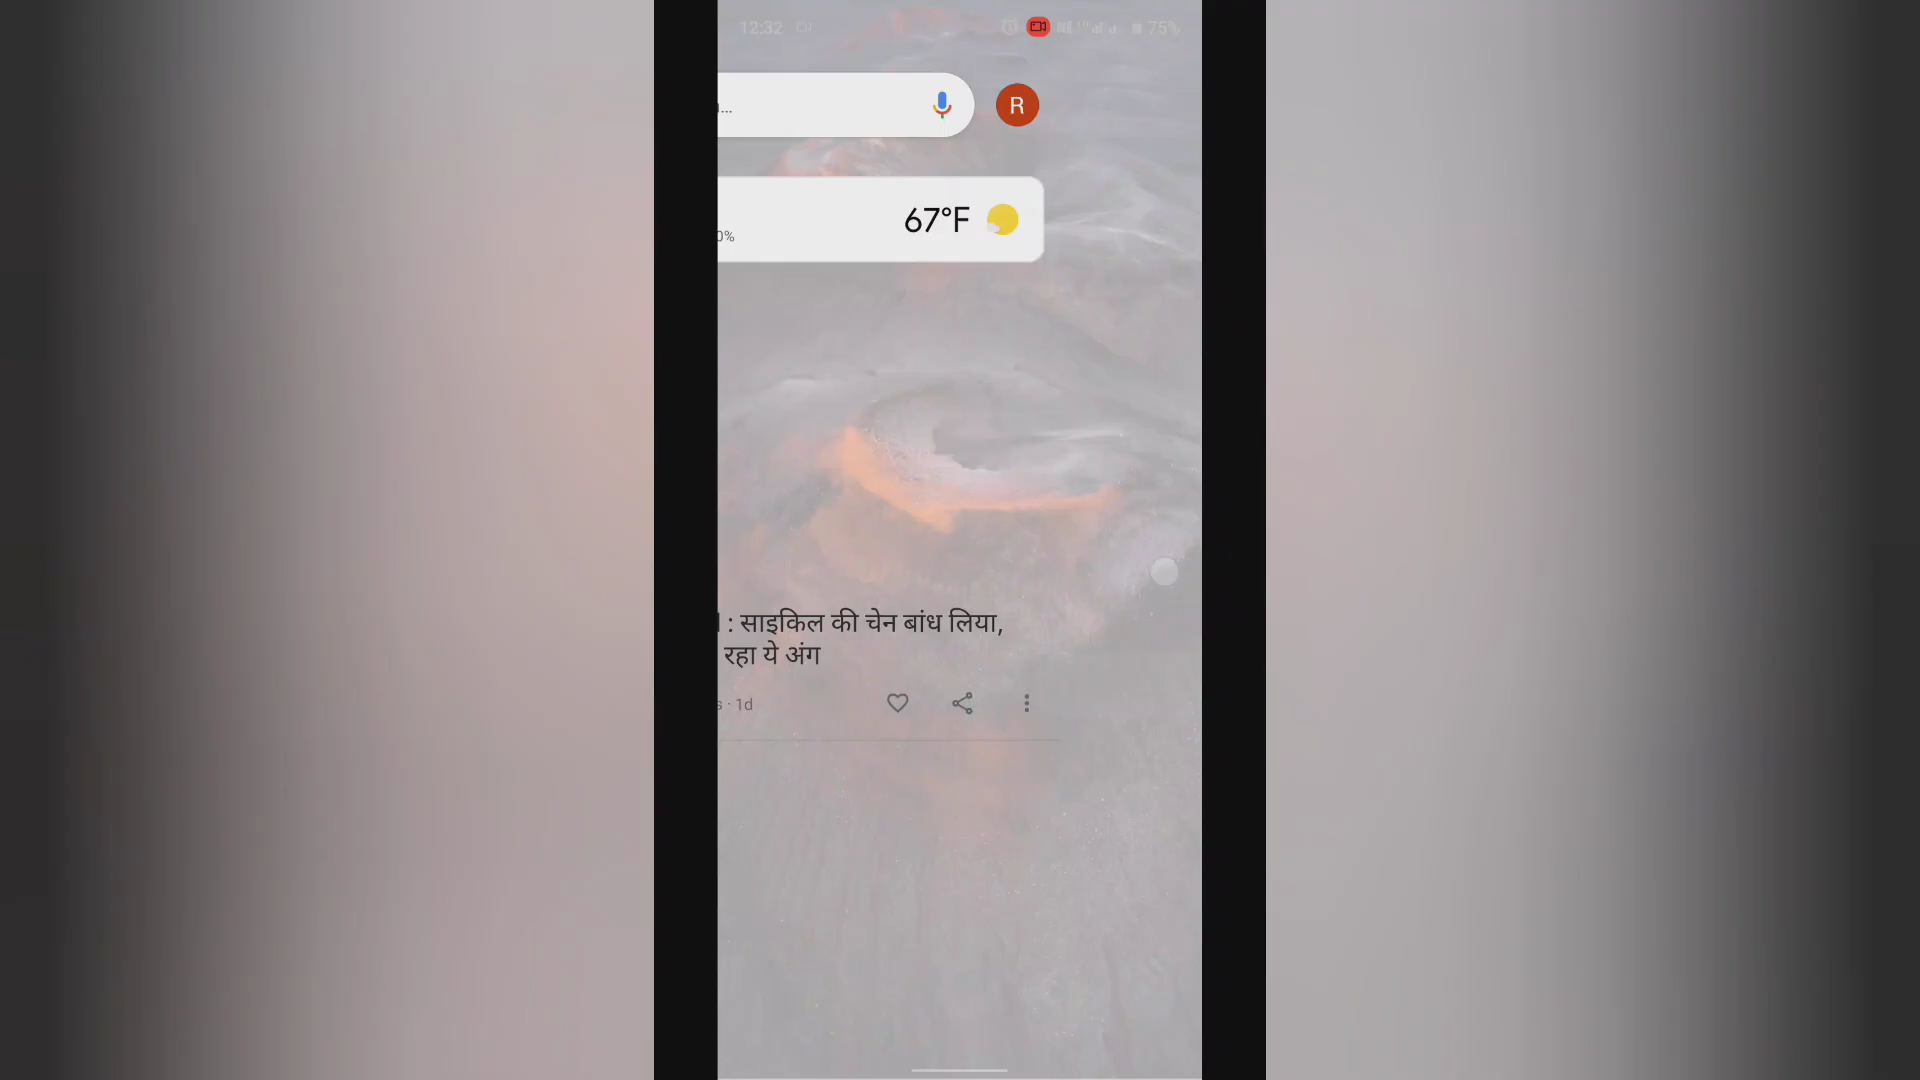 12:32
75%
...
R
67°F
0%
: साइकिल की चेन बांध लिया,
रहा ये अंग
s · 1d